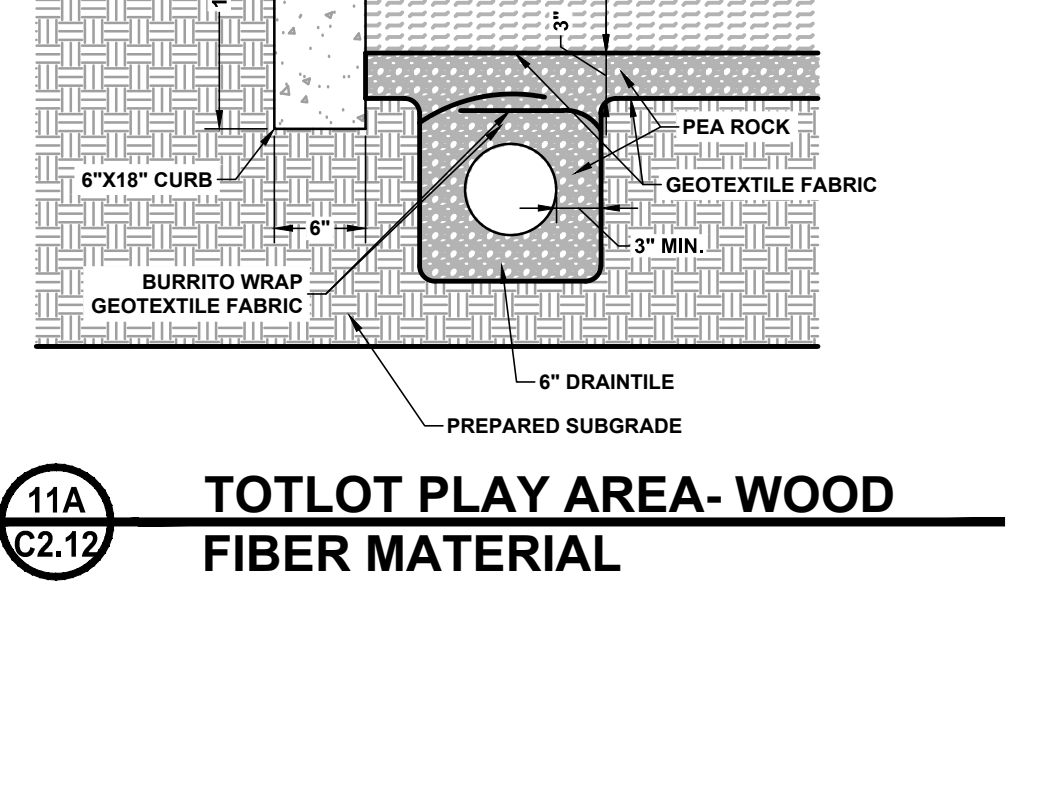 1
3"
PEA ROCK
6"X18" CURB
GEOTEXTILE FABRIC
6"
3" MIN.
BURRITO WRAP
GEOTEXTILE FABRIC
6" DRAINTILE
PREPARED SUBGRADE
11A
C2.12
TOTLOT PLAY AREA- WOOD
FIBER MATERIAL